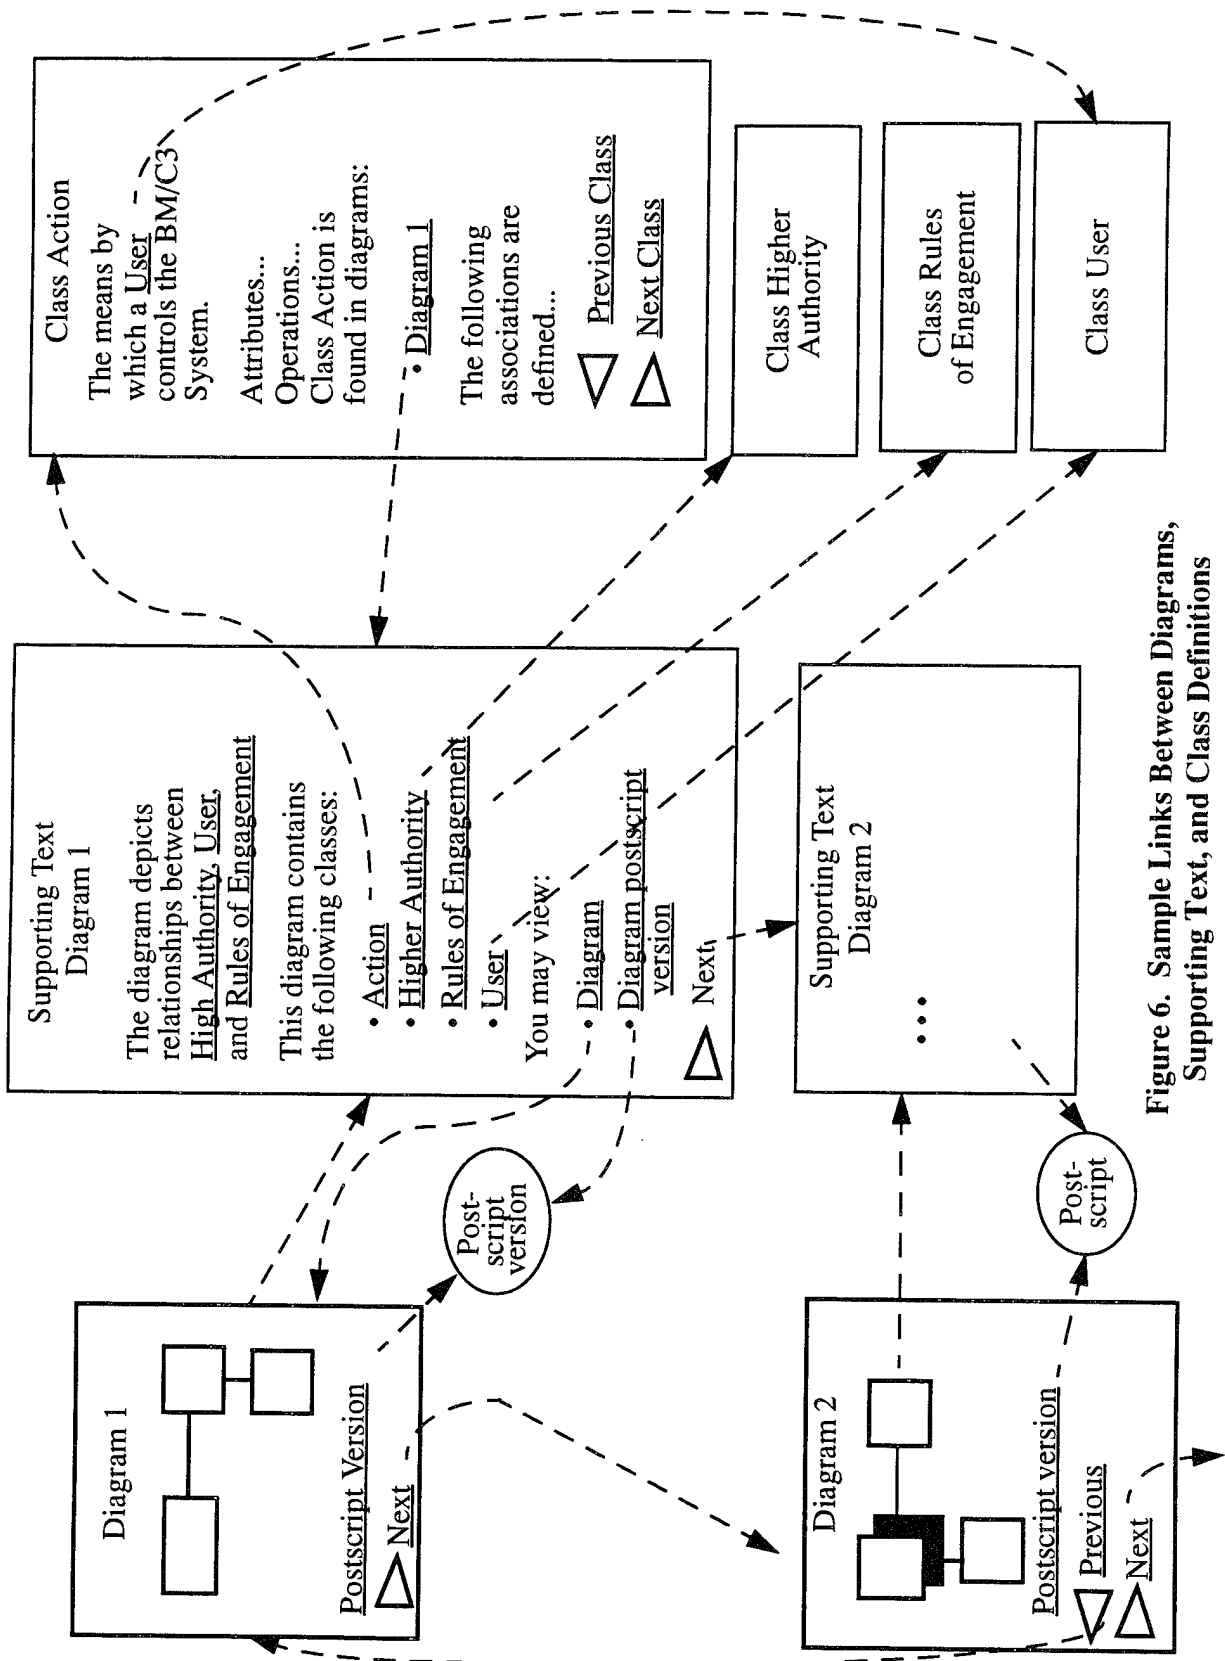 Diagram 1
Postscript Version
Next
Supporting Text
Diagram 1
The diagram depicts
relationships between
High Authority, User,
and Rules of Engagement
This diagram contains
the following classes:
• Action
• Higher Authority
• Rules of Engagement
• User
You may view:
• Diagram
• Diagram postscript
version
Next
Class Action
The means by
which a User
controls the BM/C3
System.
Attributes...
Operations...
Class Action is
found in diagrams:
• Diagram 1
The following
associations are
defined...
Previous Class
Next Class
Post-
script
version
Class Higher
Authority
Class Rules
of Engagement
Class User
Diagram 2
Postscript version
Previous
Next
Supporting Text
Diagram 2
• • •
Post-
script
Figure 6. Sample Links Between Diagrams,
Supporting Text, and Class Definitions